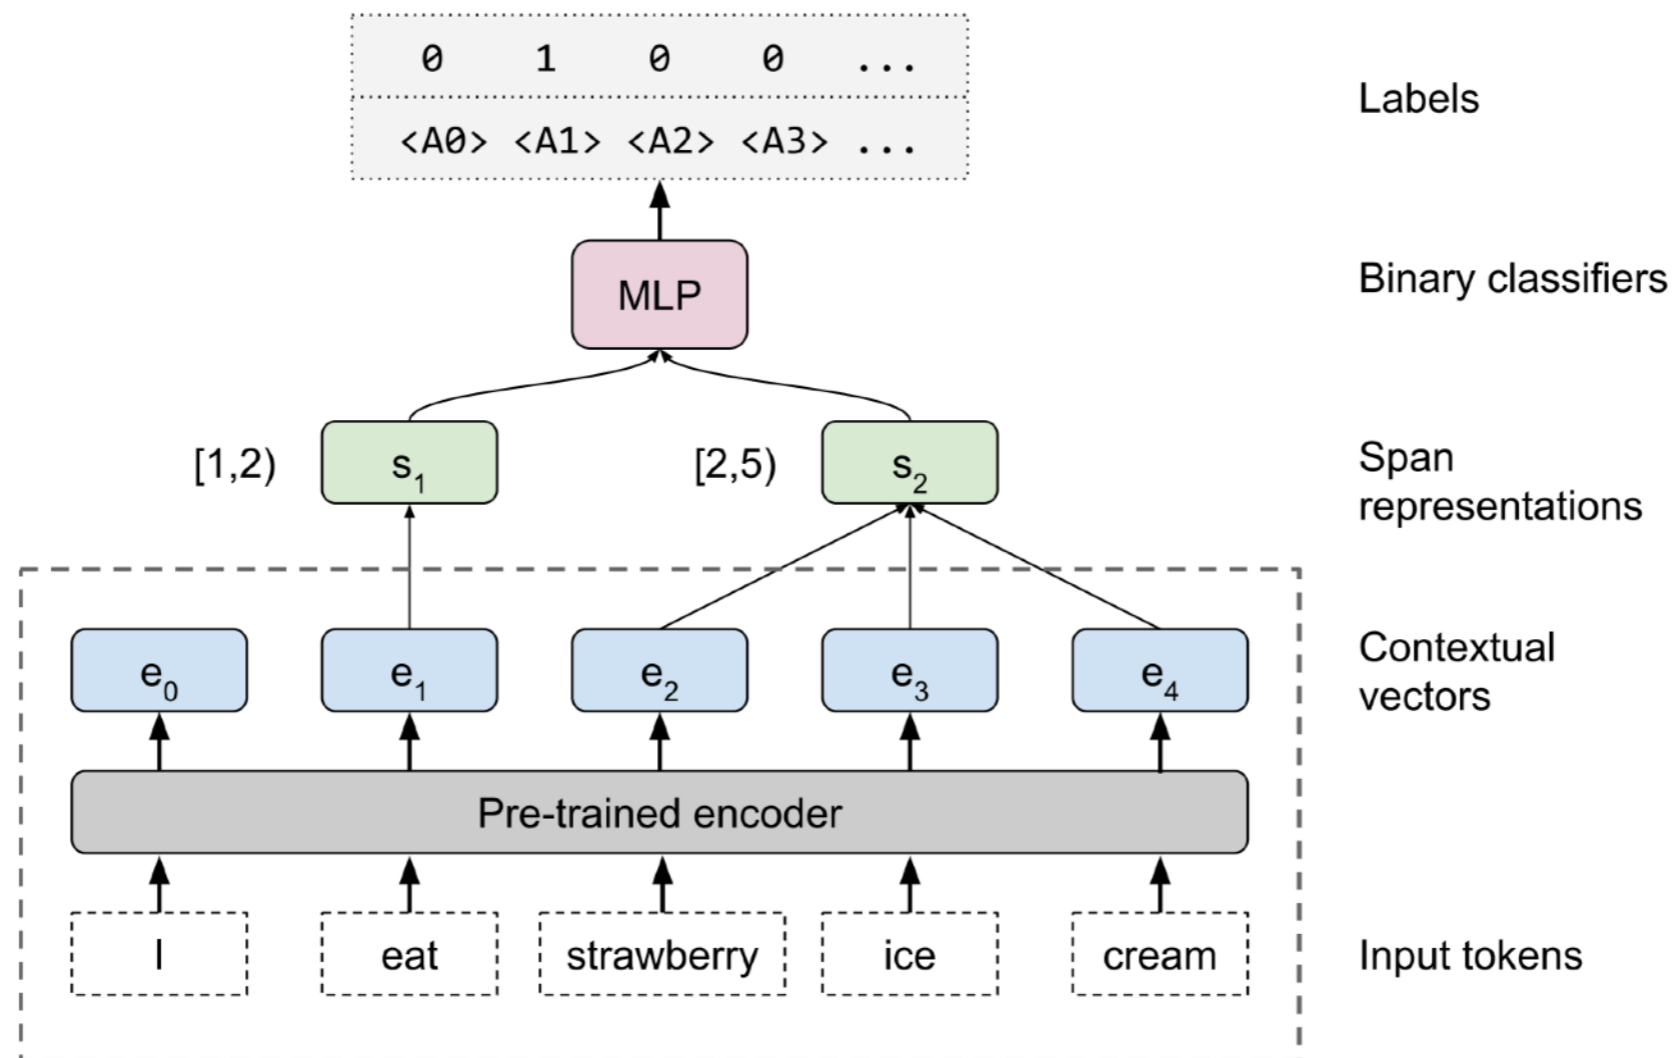 0 1 0 0 ...
<A0> <A1> <A2> <A3> ...
Labels
MLP
Binary classifiers
[1,2) s1 [2,5) s2
Span
representations
e0 e1 e2 e3 e4
Contextual
vectors
Pre-trained encoder
I eat strawberry ice cream
Input tokens